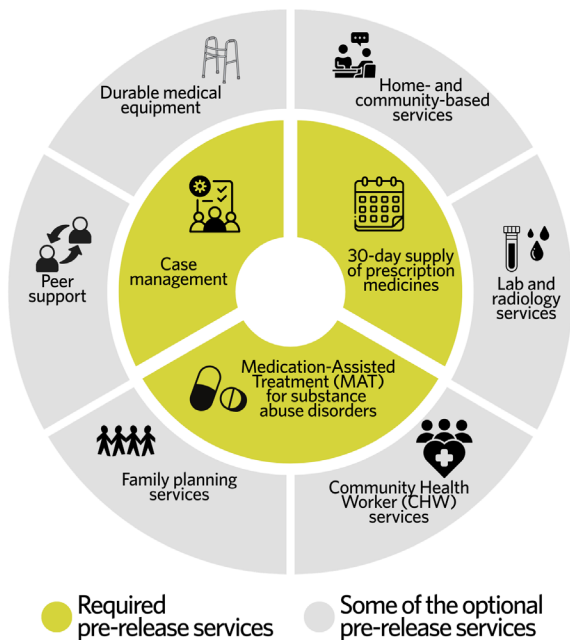 Durable medical
equipment
Home- and
community-based
services
Peer
support
Case
management
30-day supply
of prescription
medicines
Lab and
radiology
services
Medication-Assisted
Treatment (MAT)
for substance
abuse disorders
Family planning
services
Community Health
Worker (CHW)
services
Required
pre-release services
Some of the optional
pre-release services